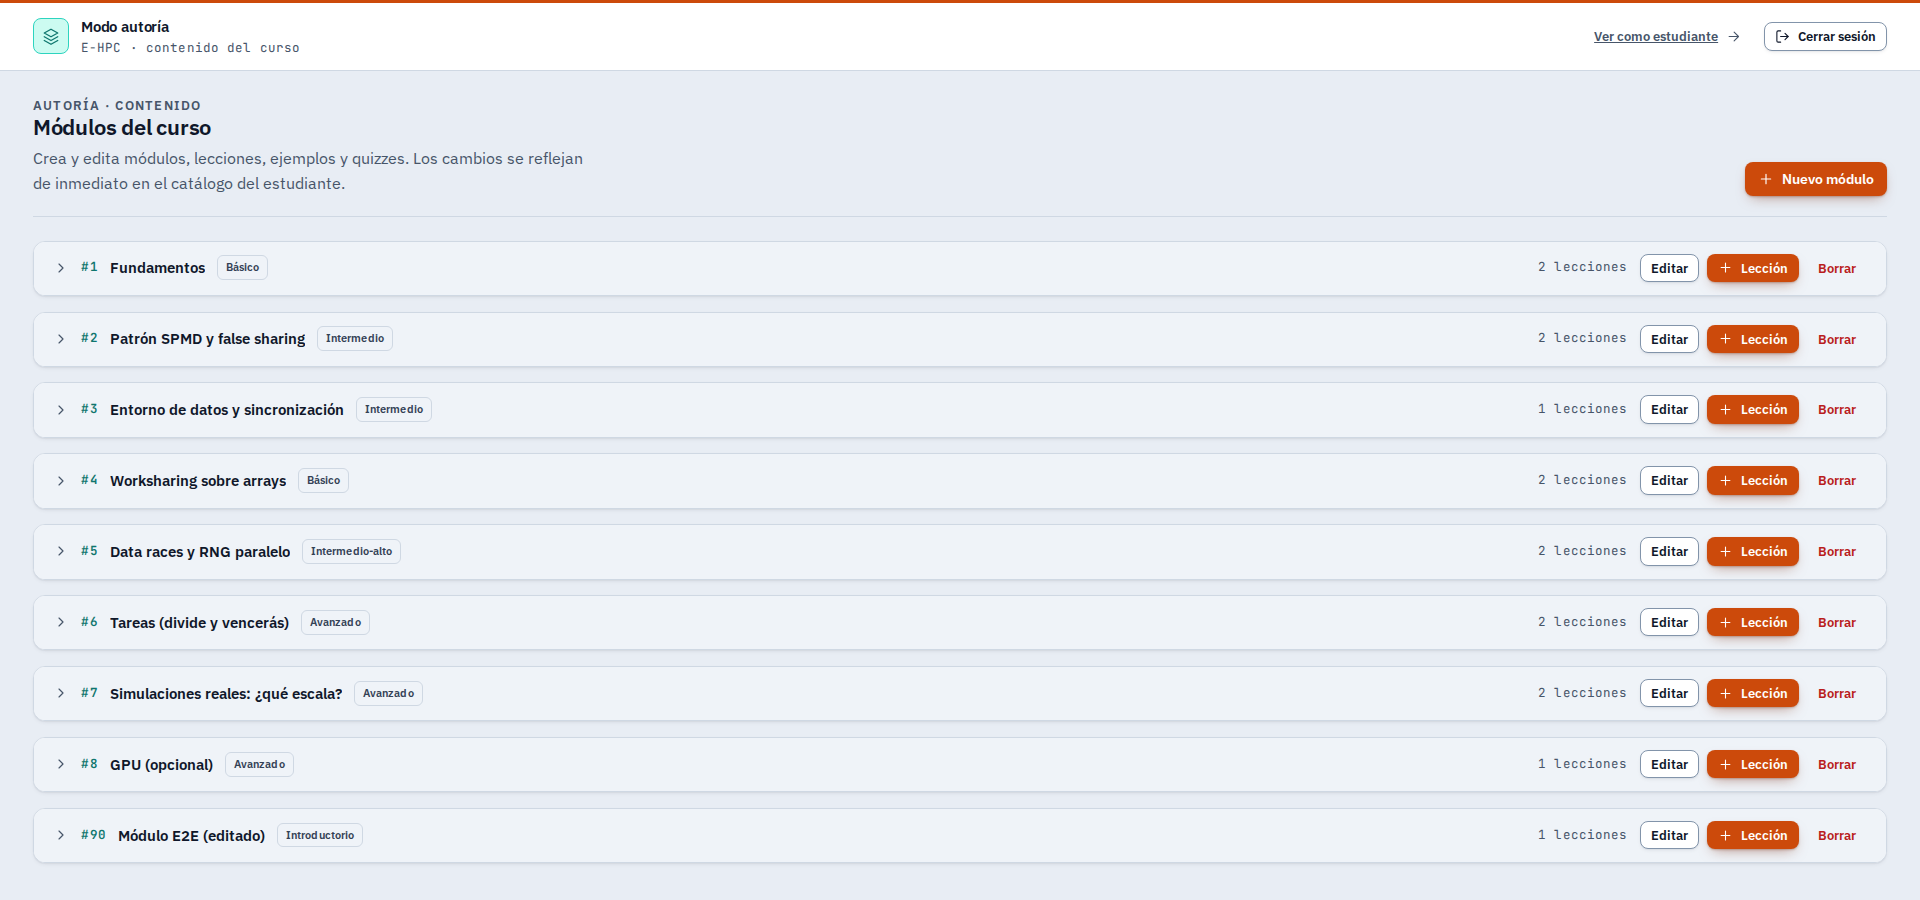 Modo autoría
E-HPC · contenido del curso
Ver como estudiante
Cerrar sesión
AUTORÍA · CONTENIDO
Módulos del curso
Crea y edita módulos, lecciones, ejemplos y quizzes. Los cambios se reflejan
de inmediato en el catálogo del estudiante.
+ Nuevo módulo
#1 Fundamentos Básico 2 lecciones Editar + Lección Borrar
#2 Patrón SPMD y false sharing Intermedio 2 lecciones Editar + Lección Borrar
#3 Entorno de datos y sincronización Intermedio 1 lecciones Editar + Lección Borrar
#4 Worksharing sobre arrays Básico 2 lecciones Editar + Lección Borrar
#5 Data races y RNG paralelo Intermedio-alto 2 lecciones Editar + Lección Borrar
#6 Tareas (divide y vencerás) Avanzado 2 lecciones Editar + Lección Borrar
#7 Simulaciones reales: ¿qué escala? Avanzado 2 lecciones Editar + Lección Borrar
#8 GPU (opcional) Avanzado 1 lecciones Editar + Lección Borrar
#90 Módulo E2E (editado) Introductorio 1 lecciones Editar + Lección Borrar